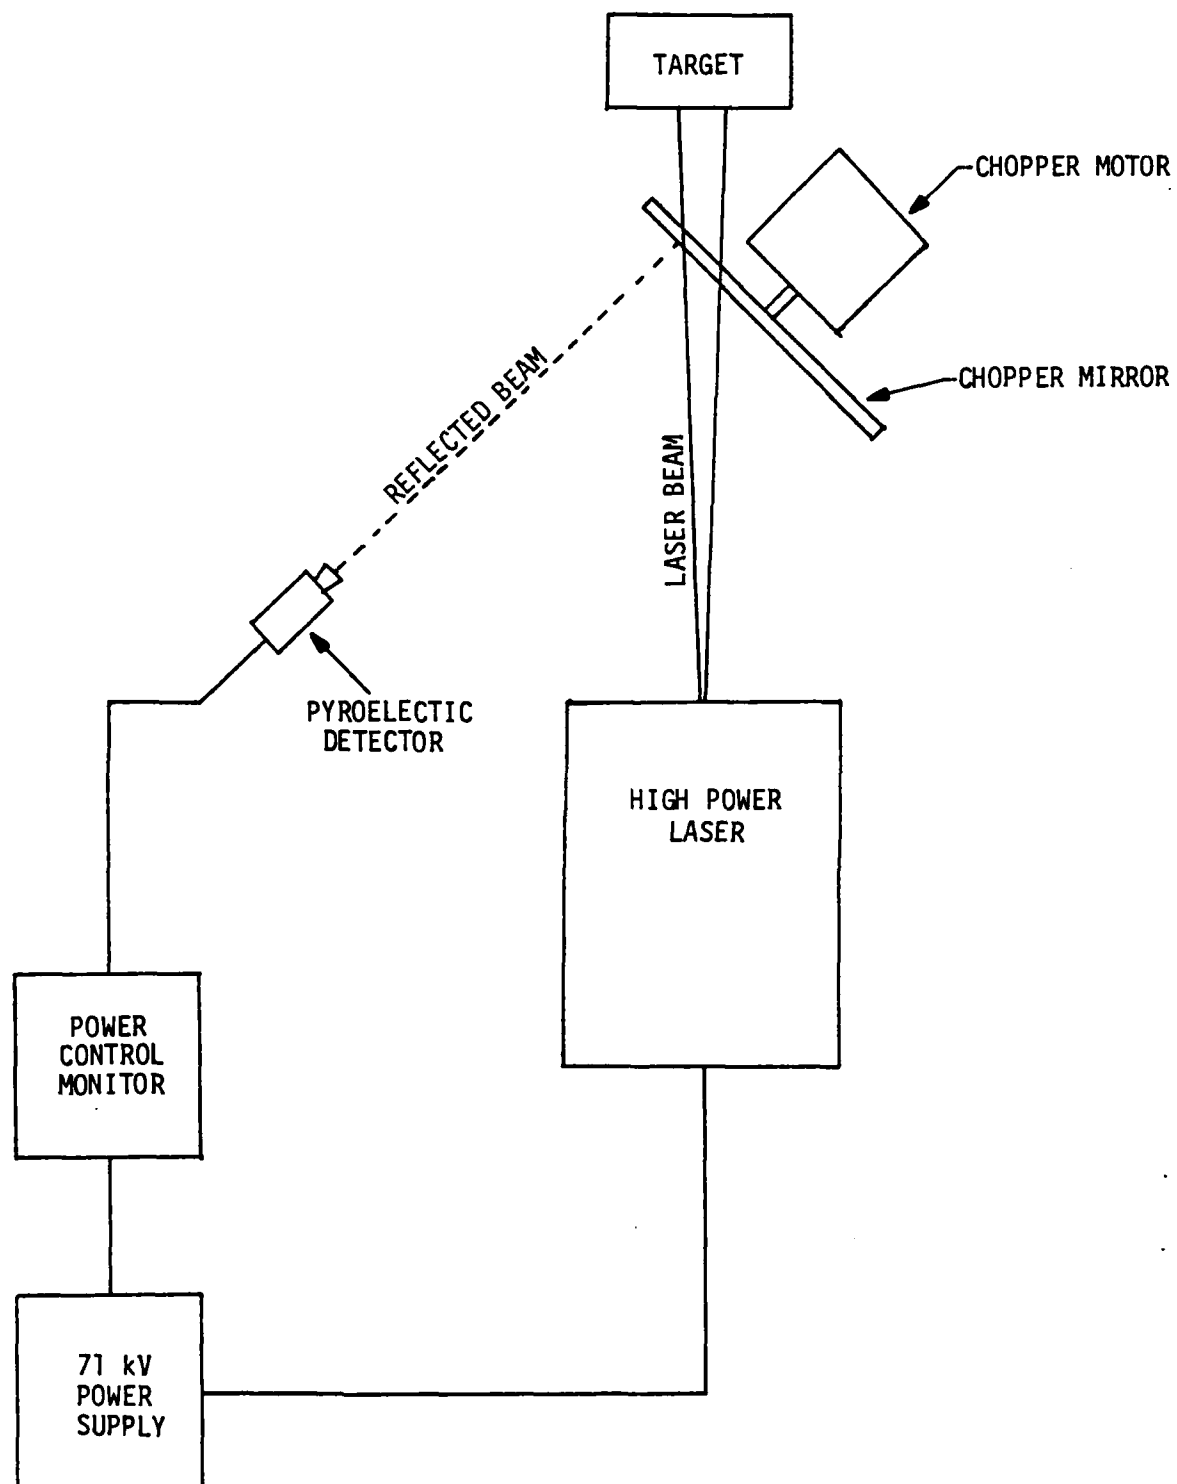 TARGET
CHOPPER MOTOR
CHOPPER MIRROR
REFLECTED BEAM
LASER BEAM
PYROELECTIC
DETECTOR
HIGH POWER
LASER
POWER
CONTROL
MONITOR
71 kV
POWER
SUPPLY